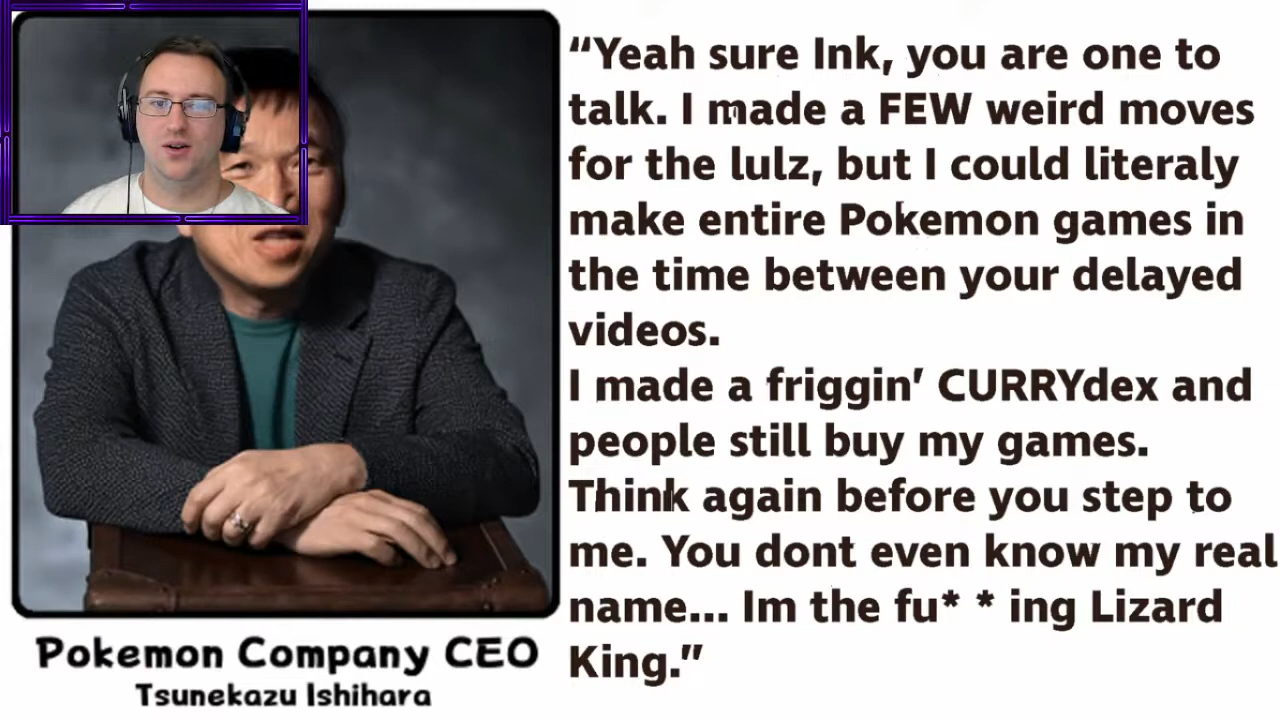 “Yeah sure Ink, you are one to
talk. I made a FEW weird moves
for the lulz, but I could literaly
make entire Pokemon games in
the time between your delayed
videos.
I made a friggin’ CURRYdex and
people still buy my games.
Think again before you step to
me. You dont even know my real
name... Im the fu* * ing Lizard
King.”
Pokemon Company CEO
Tsunekazu Ishihara